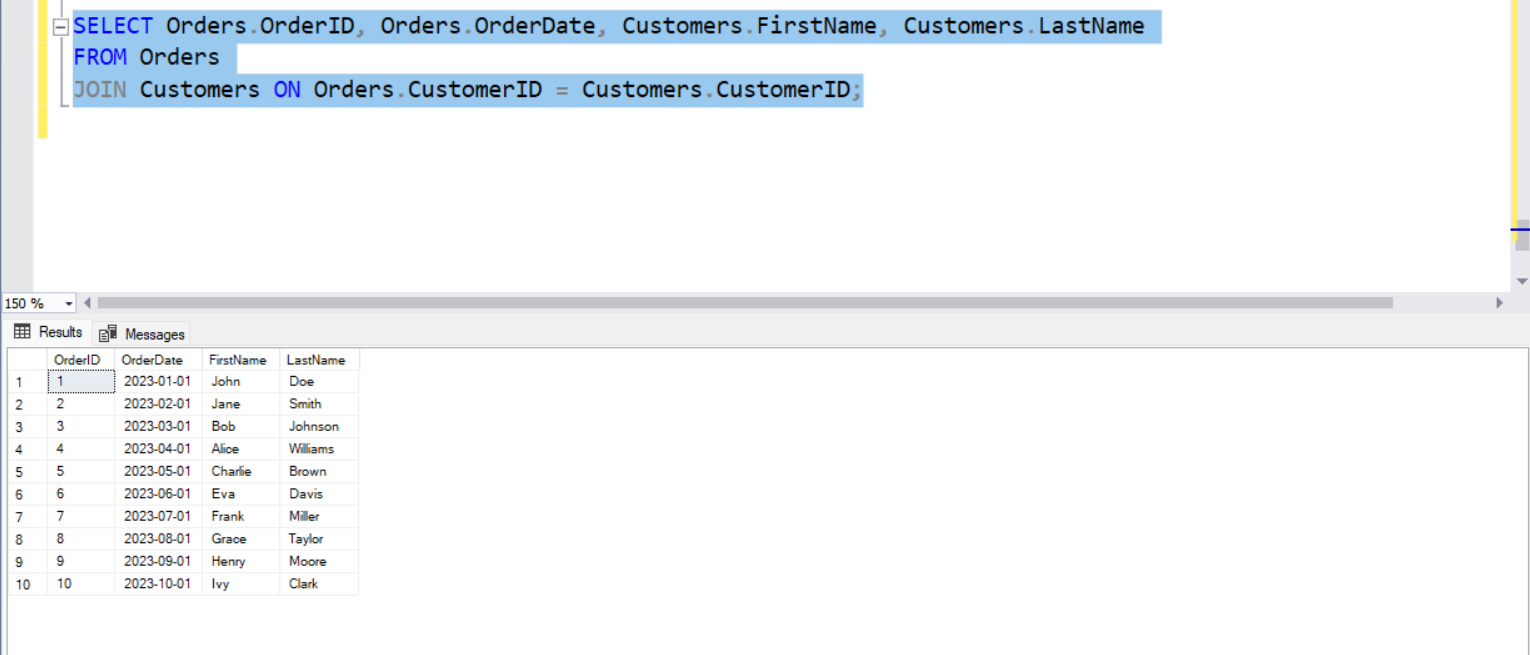 SELECT Orders.OrderID, Orders.OrderDate, Customers.FirstName, Customers.LastName
FROM Orders
JOIN Customers ON Orders.CustomerID = Customers.CustomerID;
150 %
Results Messages
OrderID OrderDate FirstName LastName
1 1 2023-01-01 John Doe
2 2 2023-02-01 Jane Smith
3 3 2023-03-01 Bob Johnson
4 4 2023-04-01 Alice Williams
5 5 2023-05-01 Charlie Brown
6 6 2023-06-01 Eva Davis
7 7 2023-07-01 Frank Miller
8 8 2023-08-01 Grace Taylor
9 9 2023-09-01 Henry Moore
10 10 2023-10-01 Ivy Clark